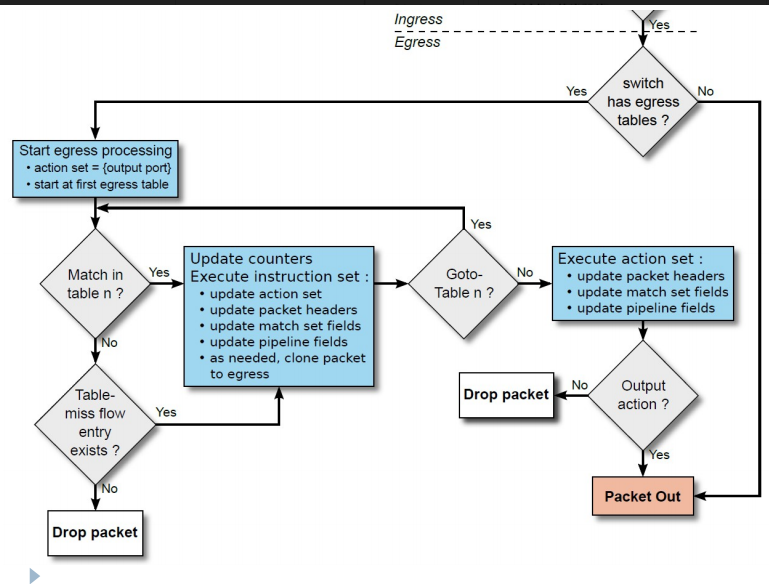 Ingress
Yes
Egress
switch
has egress
tables ?
Yes
No
Start egress processing
• action set = {output port}
• start at first egress table
Yes
Match in
table n ?
Yes
No
Update counters
Execute instruction set :
• update action set
• update packet headers
• update match set fields
• update pipeline fields
• as needed, clone packet
to egress
Goto-
Table n ?
No
Execute action set :
• update packet headers
• update match set fields
• update pipeline fields
Table-
miss flow
entry
exists ?
Yes
No
Drop packet
Output
action ?
No
Drop packet
Yes
Packet Out